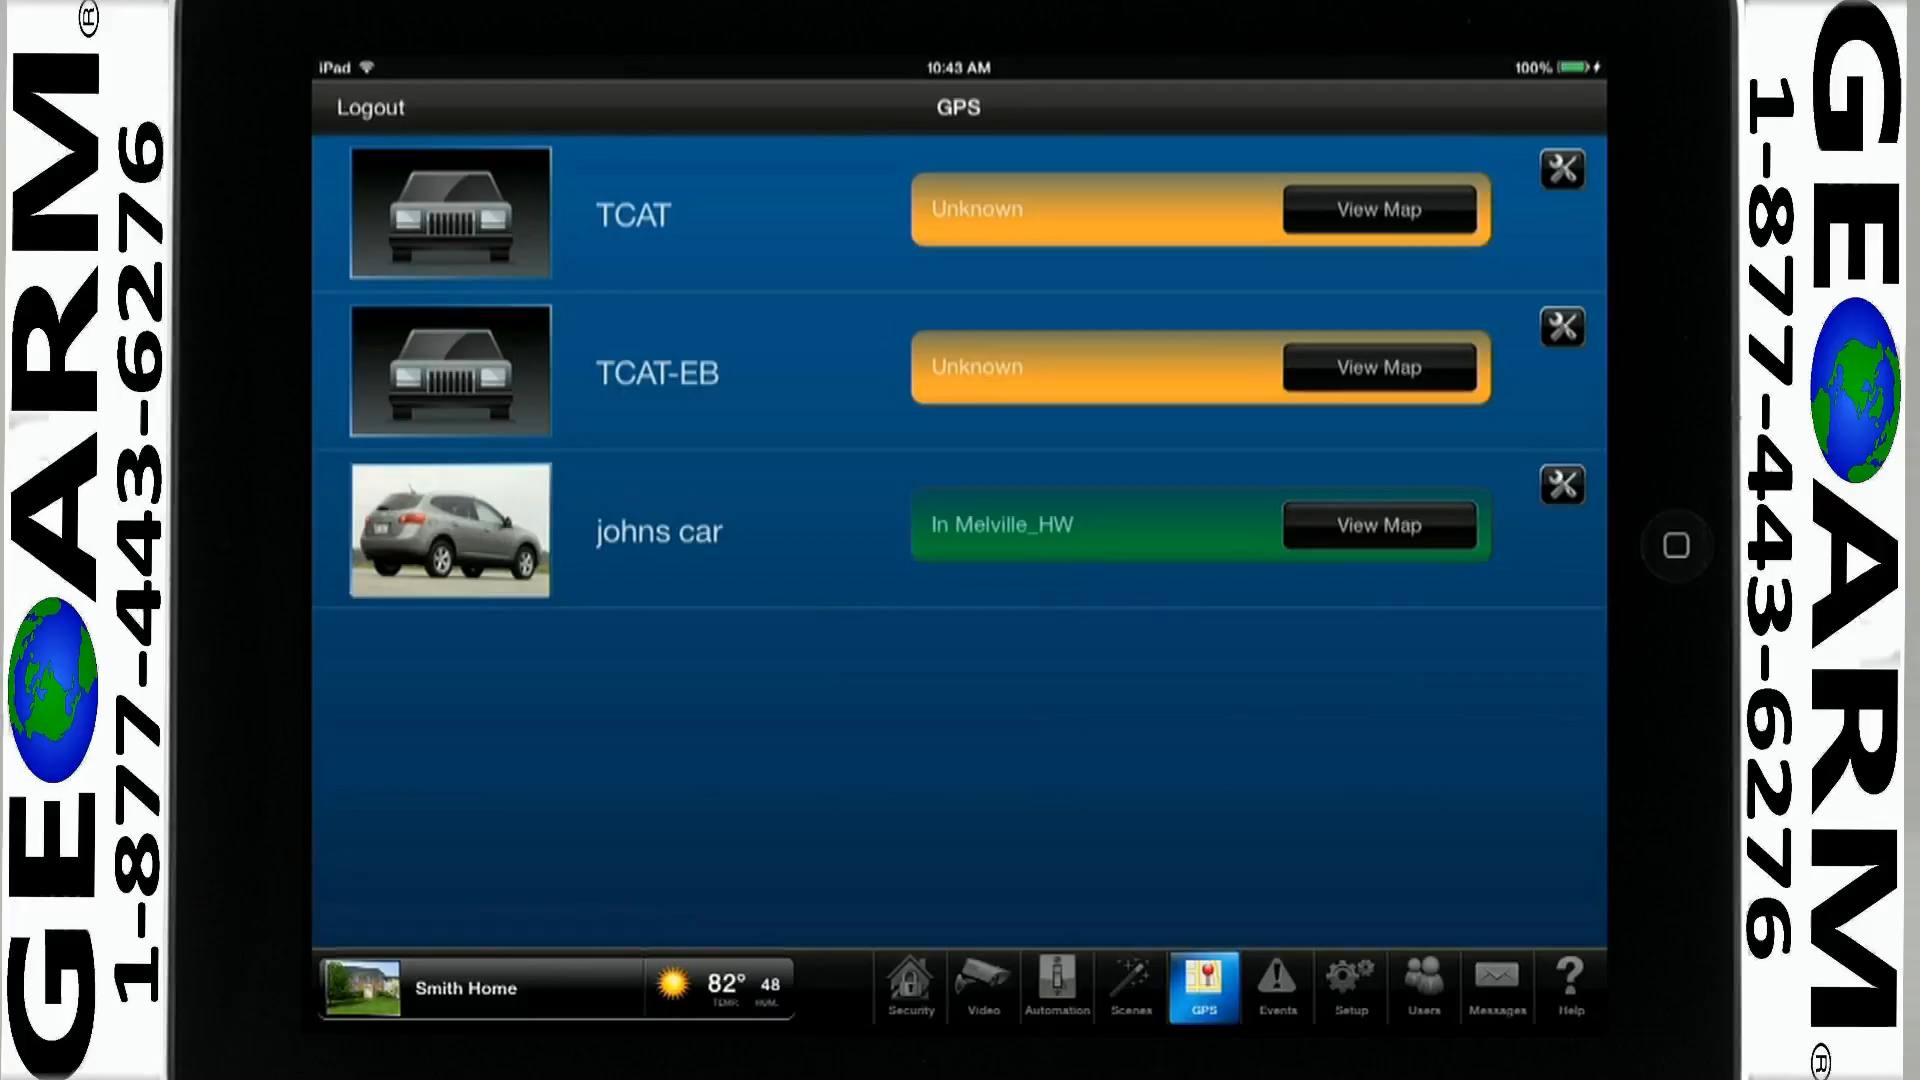 GEOARM®
1-877-443-6276
iPad
10:43 AM
100%
Logout
GPS
TCAT
Unknown
View Map
TCAT-EB
Unknown
View Map
johns car
In Melville_HW
View Map
Smith Home
82°
TEMP.
48
HUM.
Security
Video
Automation
Scenes
GPS
Events
Setup
Users
Messages
Help
GEOARM®
1-877-443-6276